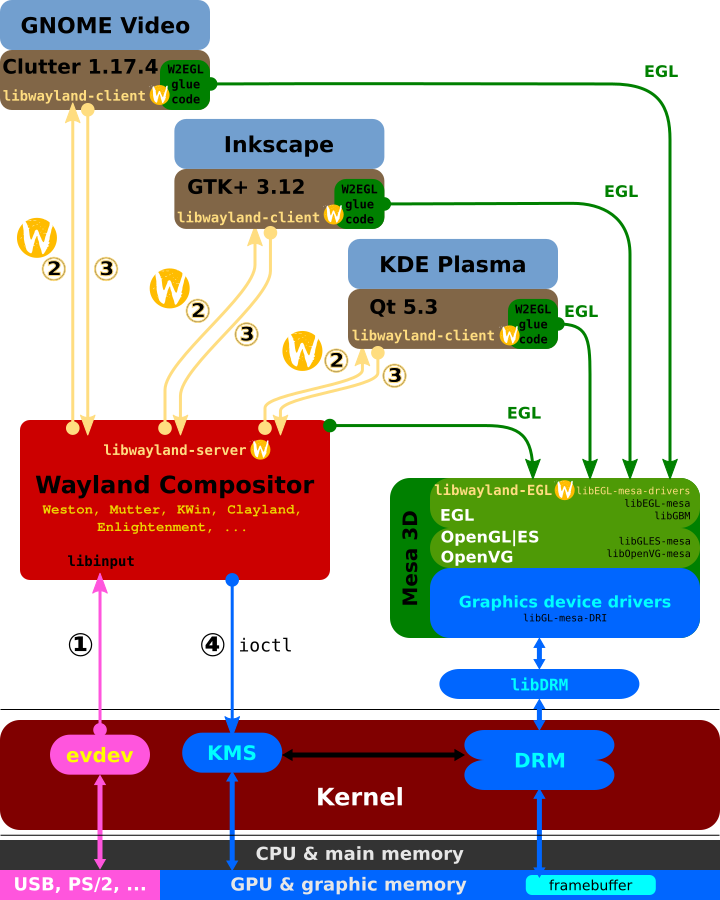 GNOME Video
Clutter 1.17.4
libwayland-client W
W2EGL
glue
code
EGL
Inkscape
GTK+ 3.12
libwayland-client W
W2EGL
glue
code
EGL
KDE Plasma
Qt 5.3
libwayland-client W
W2EGL
glue
code
EGL
W
② ③
W
②
③
W
②
③
EGL
libwayland-server W
Wayland Compositor
Weston, Mutter, KWin, Clayland,
Enlightenment, ...
libinput
Mesa 3D
libwayland-EGL W libEGL-mesa-drivers
libEGL-mesa
EGL libGBM
OpenGL|ES libGLES-mesa
OpenVG libOpenVG-mesa
Graphics device drivers
libGL-mesa-DRI
① ④ ioctl
libDRM
evdev
KMS
DRM
Kernel
CPU & main memory
USB, PS/2, ...
GPU & graphic memory
framebuffer